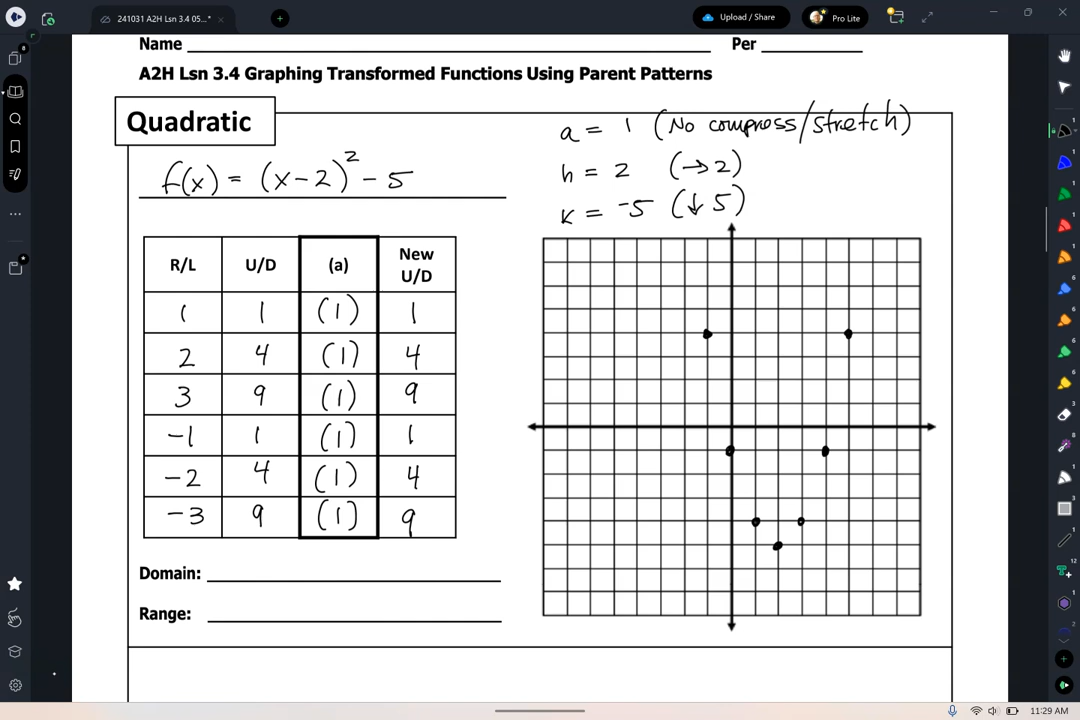 241031 A2H Lsn 3.4 05...*
Upload / Share
Pro Lite
Name
Per
A2H Lsn 3.4 Graphing Transformed Functions Using Parent Patterns
Quadratic
f(x) = (x-2)² - 5
a = 1 (No compress/stretch)
h = 2 (→2)
k = -5 (↓5)
R/L U/D (a) New U/D
1 1 (1) 1
2 4 (1) 4
3 9 (1) 9
-1 1 (1) 1
-2 4 (1) 4
-3 9 (1) 9
Domain:
Range:
11:29 AM